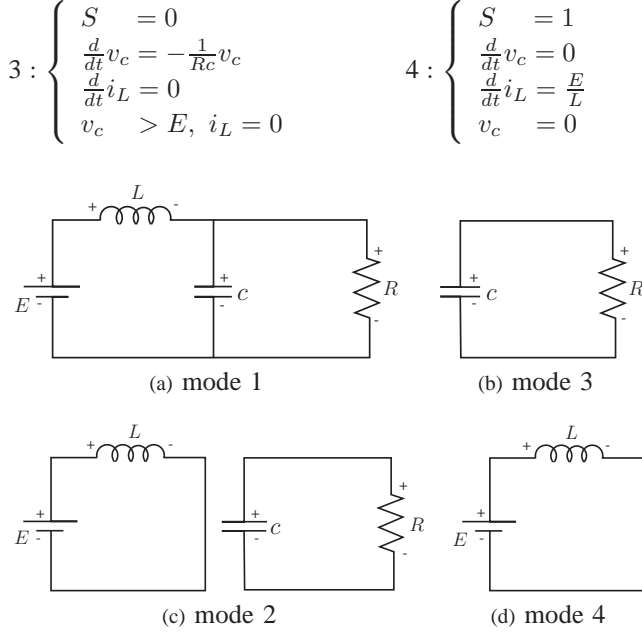 3 : { S = 0
d/dt v_c = −1/(Rc) v_c
d/dt i_L = 0
v_c > E, i_L = 0
4 : { S = 1
d/dt v_c = 0
d/dt i_L = E/L
v_c = 0
+ L -
+ E -
+ c -
+ R -
(a) mode 1
+ c -
+ R -
(b) mode 3
+ L -
+ E -
+ c -
+ R -
(c) mode 2
+ L -
+ E -
(d) mode 4